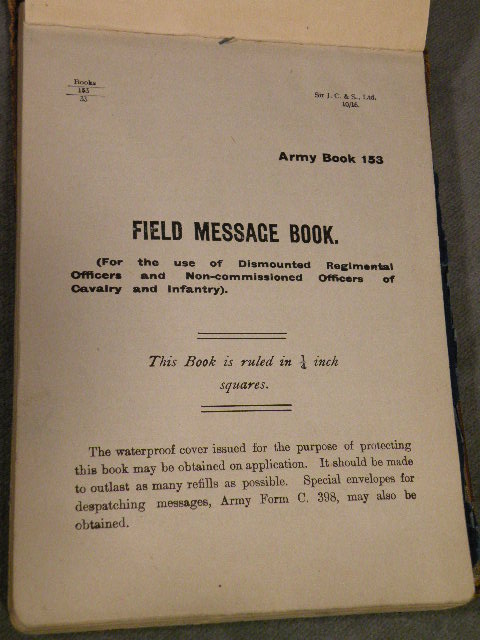 Books
153
33
Sir J. C. & S., Ltd.
10/16.
Army Book 153
FIELD MESSAGE BOOK.
(For the use of Dismounted Regimental
Officers and Non-commissioned Officers of
Cavalry and Infantry).
This Book is ruled in ¼ inch
squares.
The waterproof cover issued for the purpose of protecting
this book may be obtained on application. It should be made
to outlast as many refills as possible. Special envelopes for
despatching messages, Army Form C. 398, may also be
obtained.